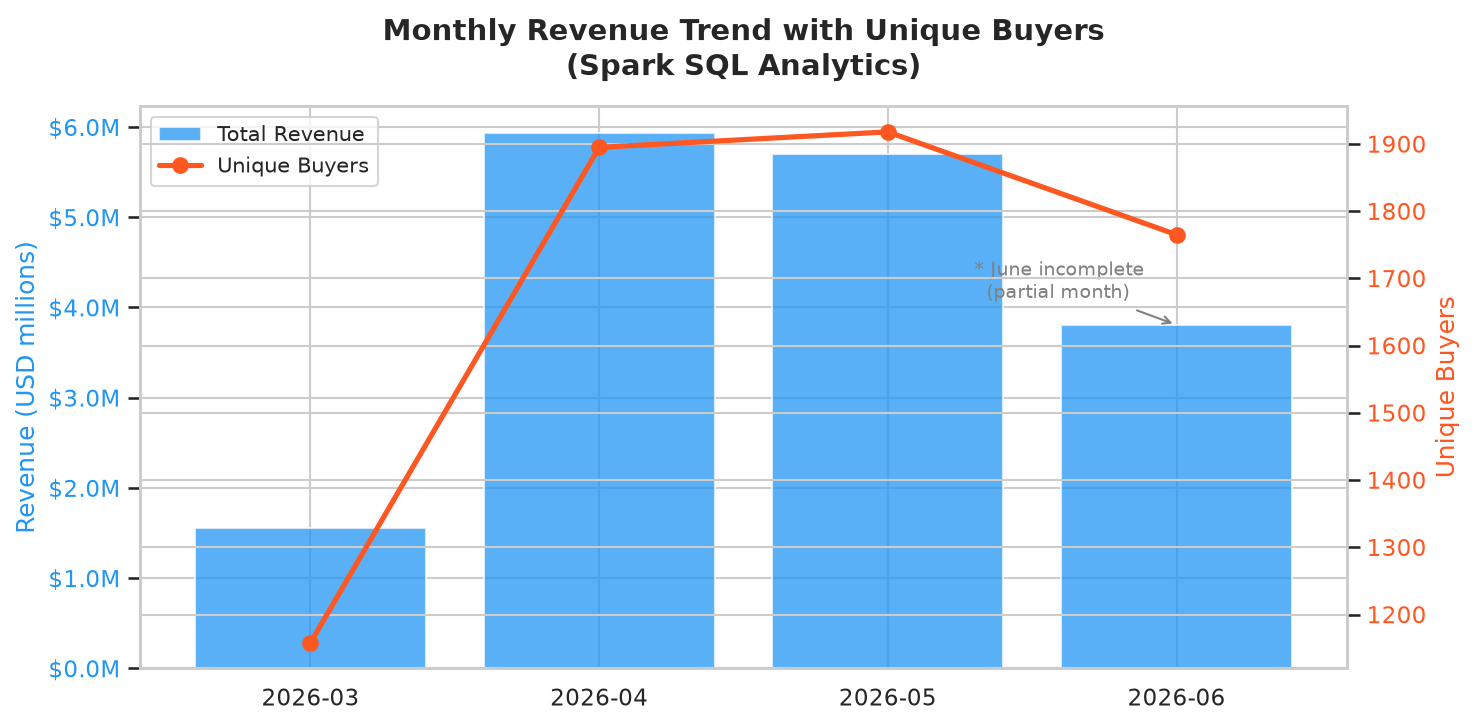 Monthly Revenue Trend with Unique Buyers
(Spark SQL Analytics)
Total Revenue
Unique Buyers
Revenue (USD millions)
$6.0M
$5.0M
$4.0M
$3.0M
$2.0M
$1.0M
$0.0M
* June incomplete
(partial month)
1900
1800
1700
1600
1500
1400
1300
1200
Unique Buyers
2026-03
2026-04
2026-05
2026-06